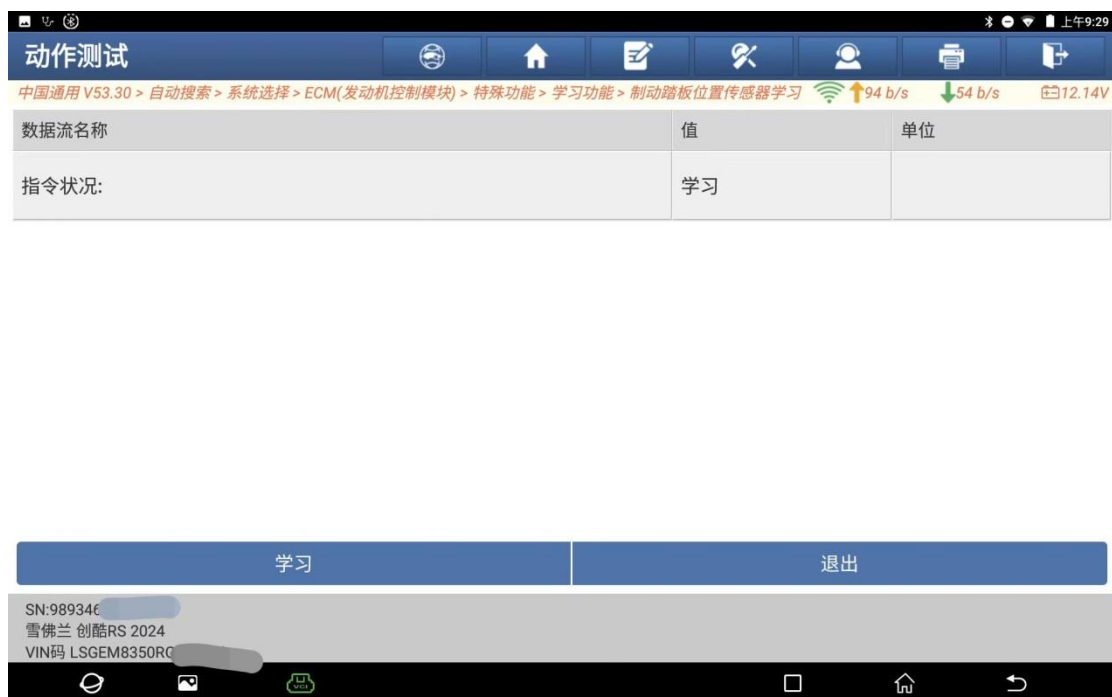 上午9:29
动作测试
中国通用 V53.30 > 自动搜索 > 系统选择 > ECM(发动机控制模块) > 特殊功能 > 学习功能 > 制动踏板位置传感器学习 94 b/s 54 b/s 12.14V
数据流名称 值 单位
指令状况: 学习
学习 退出
SN:989346
雪佛兰 创酷RS 2024
VIN码 LSGEM8350RC
VCI